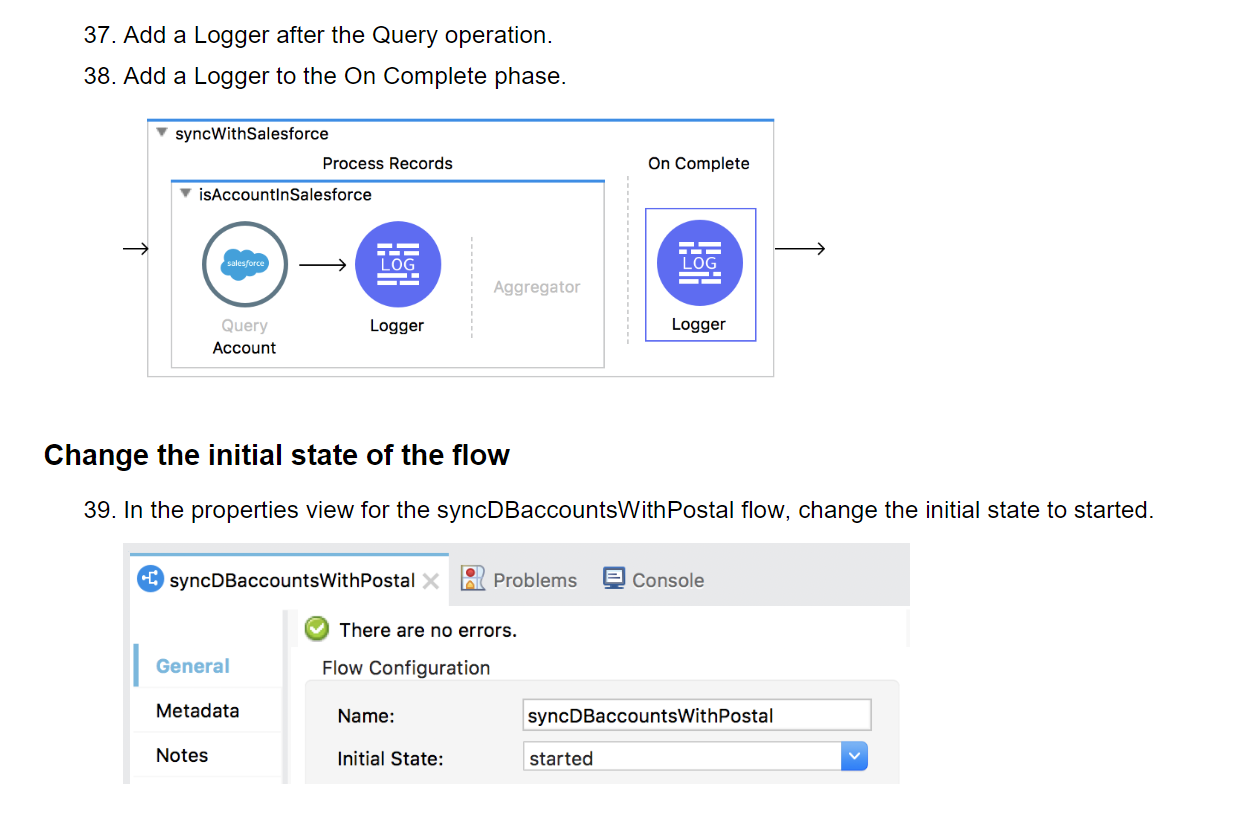 37. Add a Logger after the Query operation.
38. Add a Logger to the On Complete phase.
syncWithSalesforce
Process Records
On Complete
isAccountInSalesforce
salesforce
LOG
LOG
Aggregator
Query
Account
Logger
Logger
Change the initial state of the flow
39. In the properties view for the syncDBaccountsWithPostal flow, change the initial state to started.
syncDBaccountsWithPostal
Problems
Console
There are no errors.
General
Flow Configuration
Metadata
Name:
syncDBaccountsWithPostal
Notes
Initial State:
started